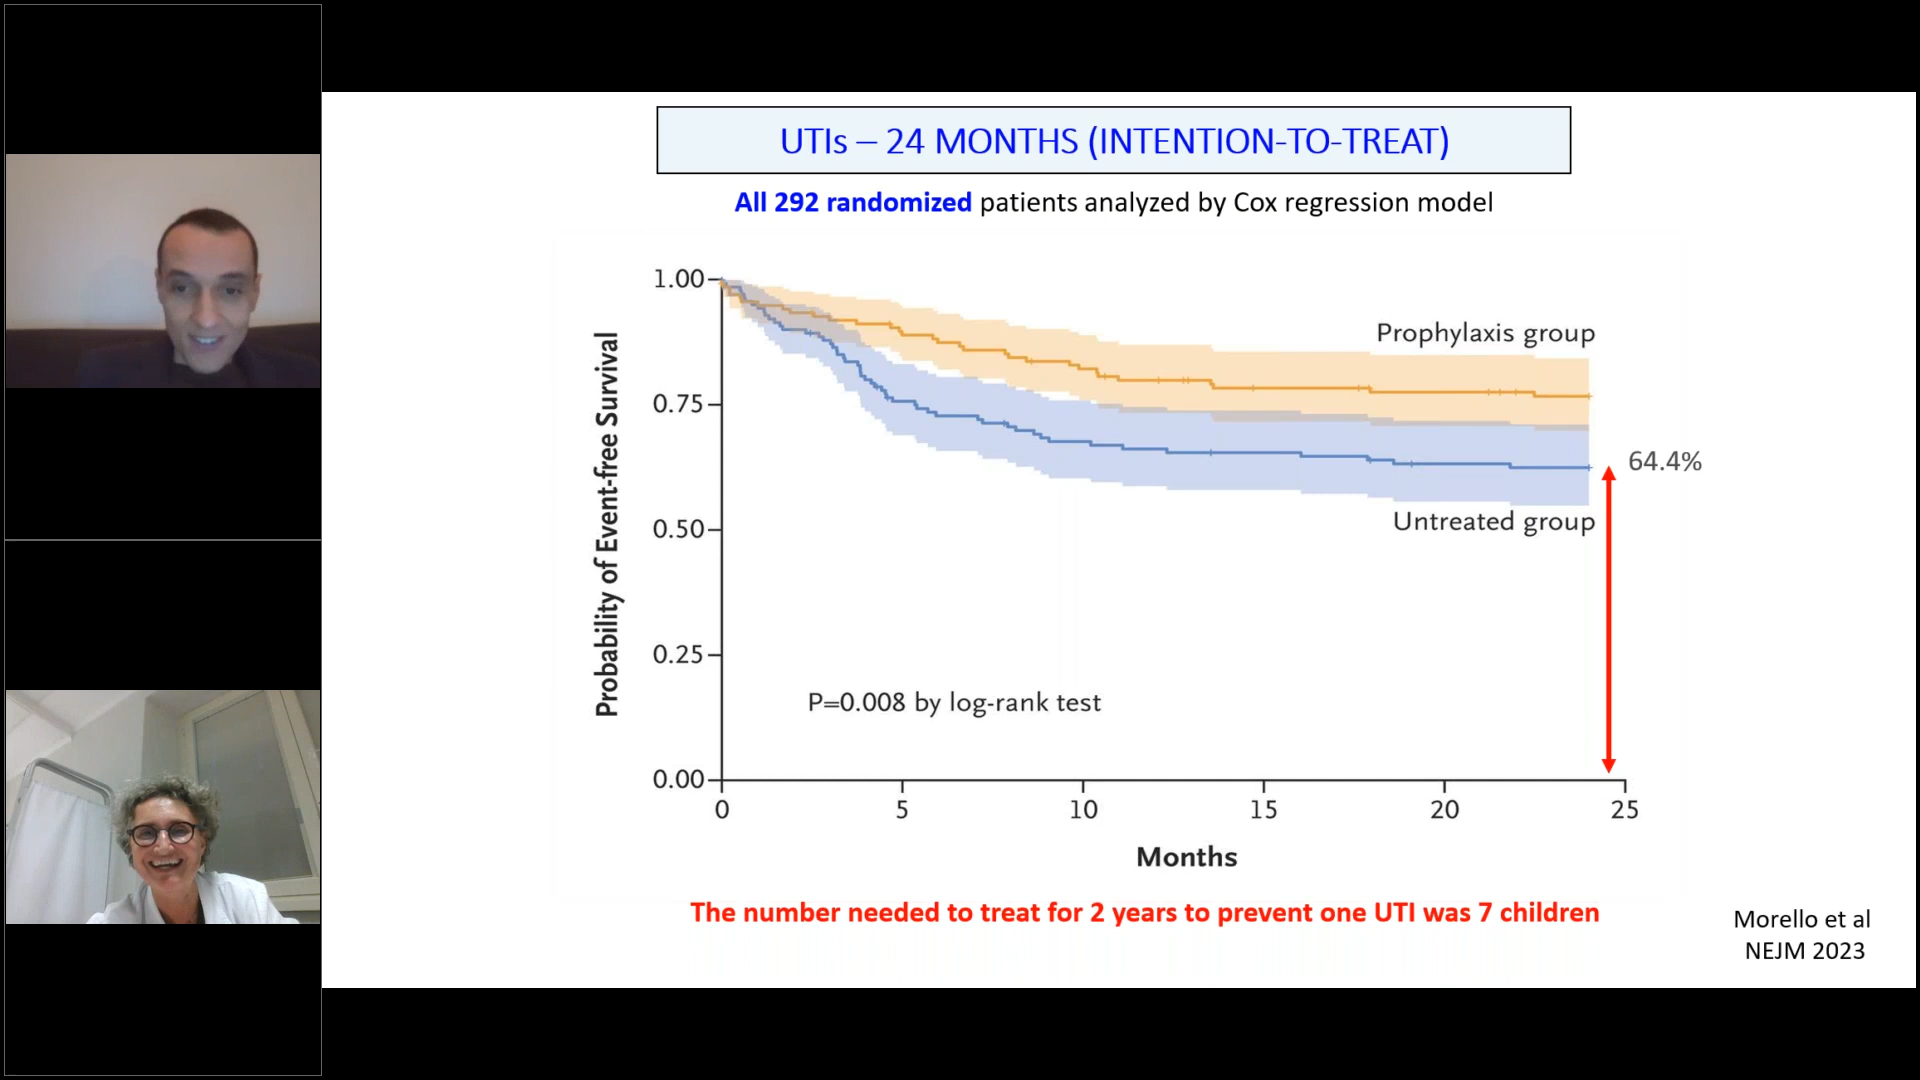 UTIs – 24 MONTHS (INTENTION-TO-TREAT)
All 292 randomized patients analyzed by Cox regression model
Probability of Event-free Survival
1.00
0.75
0.50
0.25
0.00
Prophylaxis group
64.4%
Untreated group
P=0.008 by log-rank test
0 5 10 15 20 25
Months
The number needed to treat for 2 years to prevent one UTI was 7 children
Morello et al
NEJM 2023